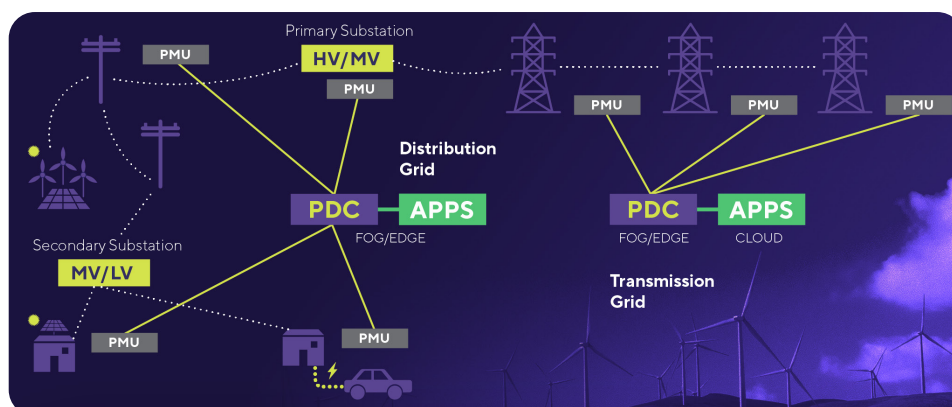 Primary Substation
HV/MV
PMU
PMU
PMU
PMU
PMU
Distribution
Grid
PDC
APPS
FOG/EDGE
PDC
APPS
FOG/EDGE
CLOUD
Secondary Substation
MV/LV
Transmission
Grid
PMU
PMU